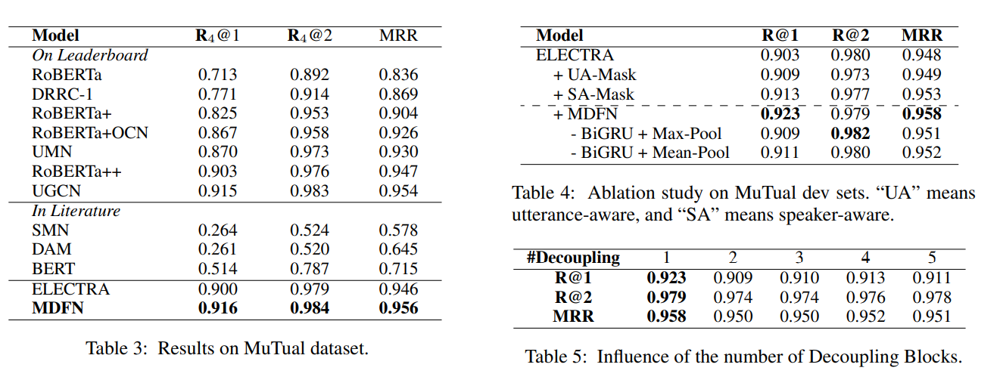 Model R₄@1 R₄@2 MRR
On Leaderboard
RoBERTa 0.713 0.892 0.836
DRRC-1 0.771 0.914 0.869
RoBERTa+ 0.825 0.953 0.904
RoBERTa+OCN 0.867 0.958 0.926
UMN 0.870 0.973 0.930
RoBERTa++ 0.903 0.976 0.947
UGCN 0.915 0.983 0.954
In Literature
SMN 0.264 0.524 0.578
DAM 0.261 0.520 0.645
BERT 0.514 0.787 0.715
ELECTRA 0.900 0.979 0.946
MDFN 0.916 0.984 0.956
Table 3: Results on MuTual dataset.
Model R@1 R@2 MRR
ELECTRA 0.903 0.980 0.948
+ UA-Mask 0.909 0.973 0.949
+ SA-Mask 0.913 0.977 0.953
+ MDFN 0.923 0.979 0.958
- BiGRU + Max-Pool 0.909 0.982 0.951
- BiGRU + Mean-Pool 0.911 0.980 0.952
Table 4: Ablation study on MuTual dev sets. “UA” means
utterance-aware, and “SA” means speaker-aware.
#Decoupling 1 2 3 4 5
R@1 0.923 0.909 0.910 0.913 0.911
R@2 0.979 0.974 0.974 0.976 0.978
MRR 0.958 0.950 0.950 0.952 0.951
Table 5: Influence of the number of Decoupling Blocks.